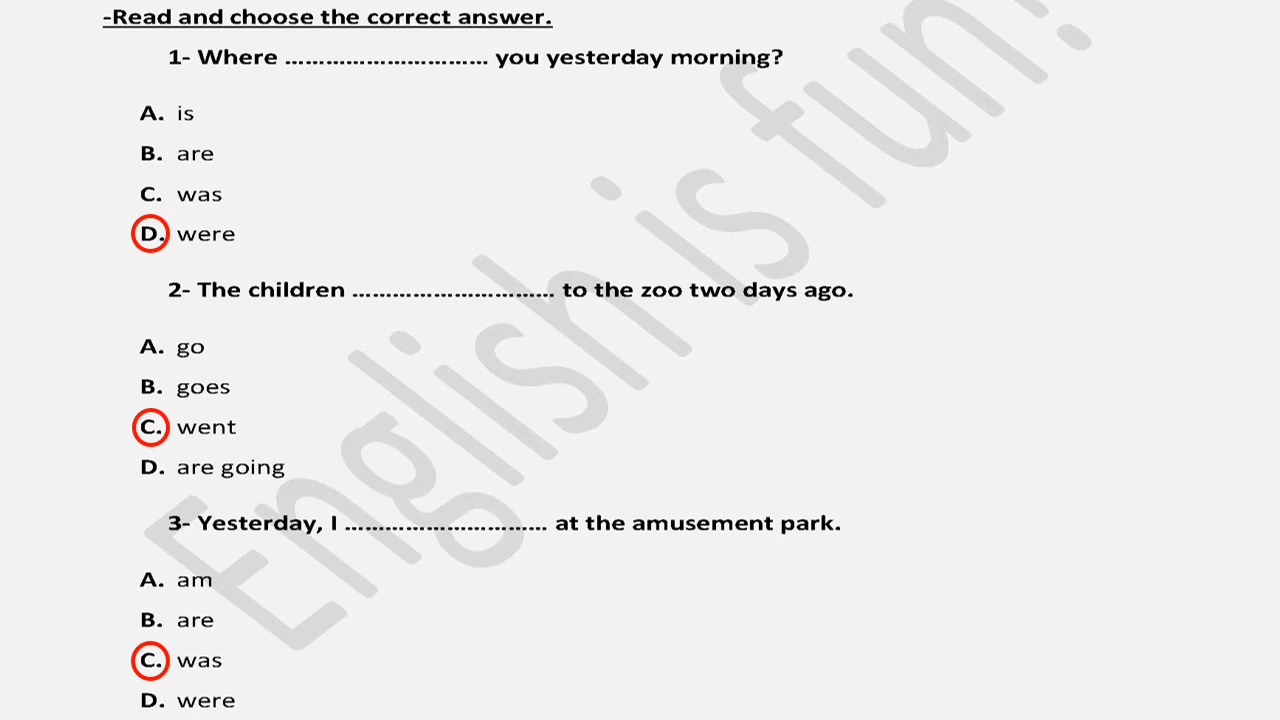 -Read and choose the correct answer.
1- Where .............................. you yesterday morning?
A. is
B. are
C. was
D. were
2- The children .............................. to the zoo two days ago.
A. go
B. goes
C. went
D. are going
3- Yesterday, I .............................. at the amusement park.
A. am
B. are
C. was
D. were
English is fun!